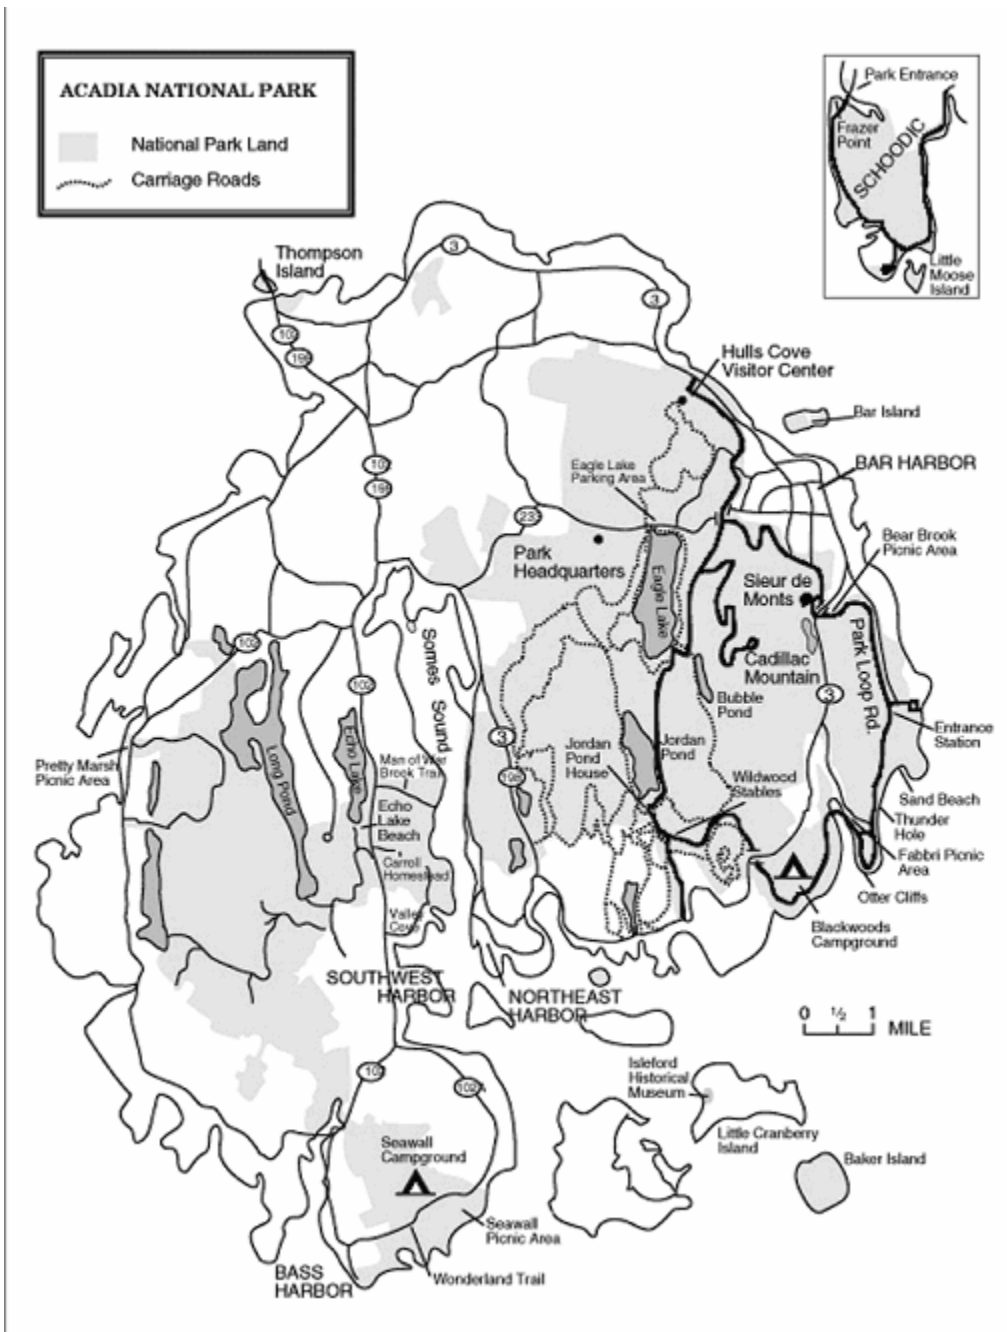 ACADIA NATIONAL PARK
National Park Land
Carriage Roads
Park Entrance
Frazer
Point
SCHOODIC
Little
Moose
Island
Thompson
Island
3
3
198
Hulls Cove
Visitor Center
Bar Island
BAR HARBOR
Eagle Lake
Parking Area
102
198
233
Park
Headquarters
Eagle Lake
Bear Brook
Picnic Area
Sieur de
Monts
Cadillac
Mountain
Park Loop Rd.
3
Bubble
Pond
Entrance
Station
Somes
Sound
102
102
3
198
Pretty Marsh
Picnic Area
Long Pond
Echo Lake
Man of War
Brook Trail
Echo
Lake
Beach
Carroll
Homestead
Valley
Cove
Jordan
Pond
House
Jordan
Pond
Wildwood
Stables
Sand Beach
Thunder
Hole
Fabbri Picnic
Area
Otter Cliffs
Blackwoods
Campground
SOUTHWEST
HARBOR
NORTHEAST
HARBOR
0 ½ 1
MILE
Isleford
Historical
Museum
Little Cranberry
Island
Baker Island
102
Seawall
Campground
Seawall
Picnic Area
Wonderland Trail
BASS
HARBOR